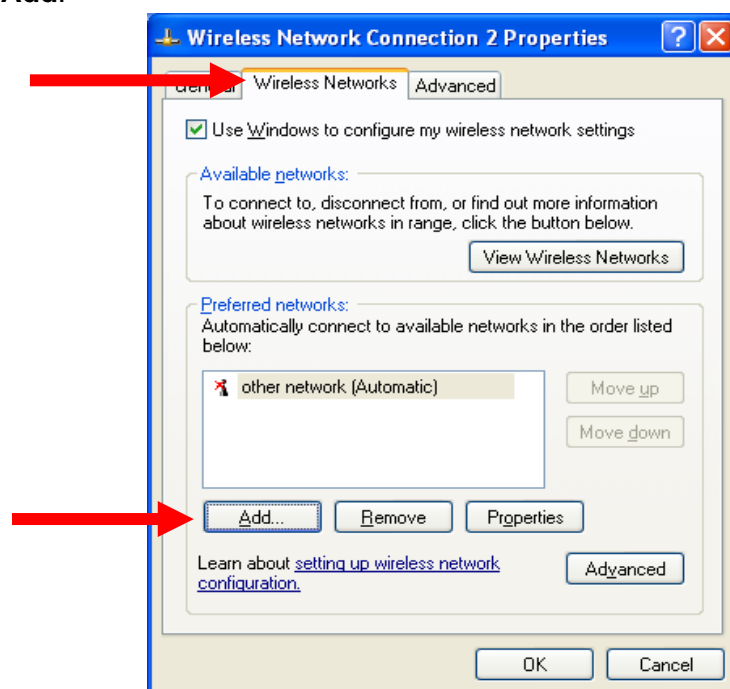 Wireless Network Connection 2 Properties
Wireless Networks
Advanced
Use Windows to configure my wireless network settings
Available networks:
To connect to, disconnect from, or find out more information
about wireless networks in range, click the button below.
View Wireless Networks
Preferred networks:
Automatically connect to available networks in the order listed
below:
other network (Automatic)
Move up
Move down
Add...
Remove
Properties
Learn about setting up wireless network
configuration.
Advanced
OK
Cancel